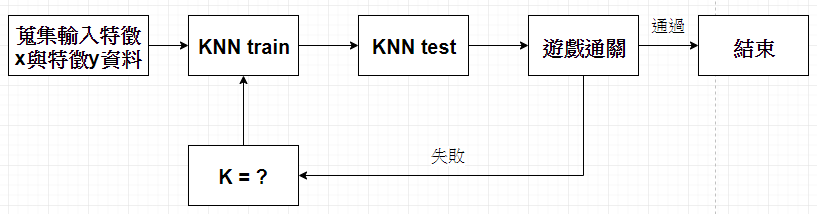 蒐集輸入特徵
x與特徵y資料
KNN train
KNN test
遊戲通關
通過
結束
失敗
K = ?